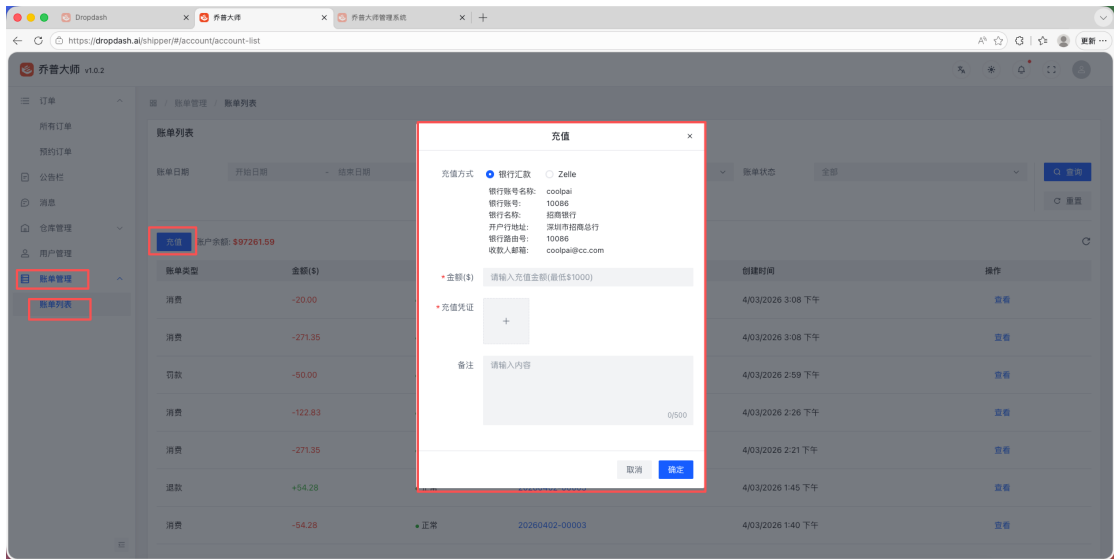 Dropdash
乔普大师
乔普大师管理系统
https://dropdash.ai/shipper/#/account/account-list
更新
乔普大师 v1.0.2
订单
所有订单
预约订单
公告栏
消息
仓库管理
用户管理
账单管理
账单列表
账单管理 / 账单列表
账单列表
账单日期 开始日期 - 结束日期 账单状态 全部 查询
重置
充值 账户余额: $97261.59
账单类型 金额($) 创建时间 操作
消费 -20.00 4/03/2026 3:08 下午 查看
消费 -271.35 4/03/2026 3:08 下午 查看
罚款 -50.00 4/03/2026 2:59 下午 查看
消费 -122.83 4/03/2026 2:26 下午 查看
消费 -271.35 4/03/2026 2:21 下午 查看
退款 +54.28 4/03/2026 1:45 下午 查看
消费 -54.28 正常 20260402-00003 4/03/2026 1:40 下午 查看
充值
充值方式 银行汇款 Zelle
银行账号名称: coolpai
银行账号: 10086
银行名称: 招商银行
开户行地址: 深圳市招商总行
银行路由号: 10086
收款人邮箱: coolpai@cc.com
*金额($) 请输入充值金额(最低$1000)
*充值凭证
备注 请输入内容
0/500
取消 确定